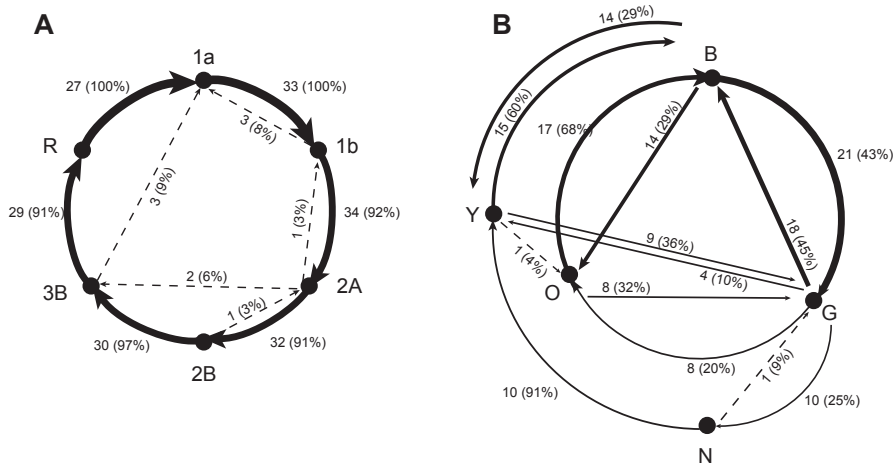 A
B
14 (29%)
1a
27 (100%)
33 (100%)
B
15 (60%)
3 (8%)
17 (68%)
14 (29%)
R
1b
21 (43%)
3 (9%)
1 (3%)
29 (91%)
34 (92%)
Y
18 (45%)
9 (36%)
1 (4%)
4 (10%)
2 (6%)
3B
2A
O
8 (32%)
G
1 (3%)
30 (97%)
32 (91%)
2B
8 (20%)
1 (9%)
10 (91%)
10 (25%)
N